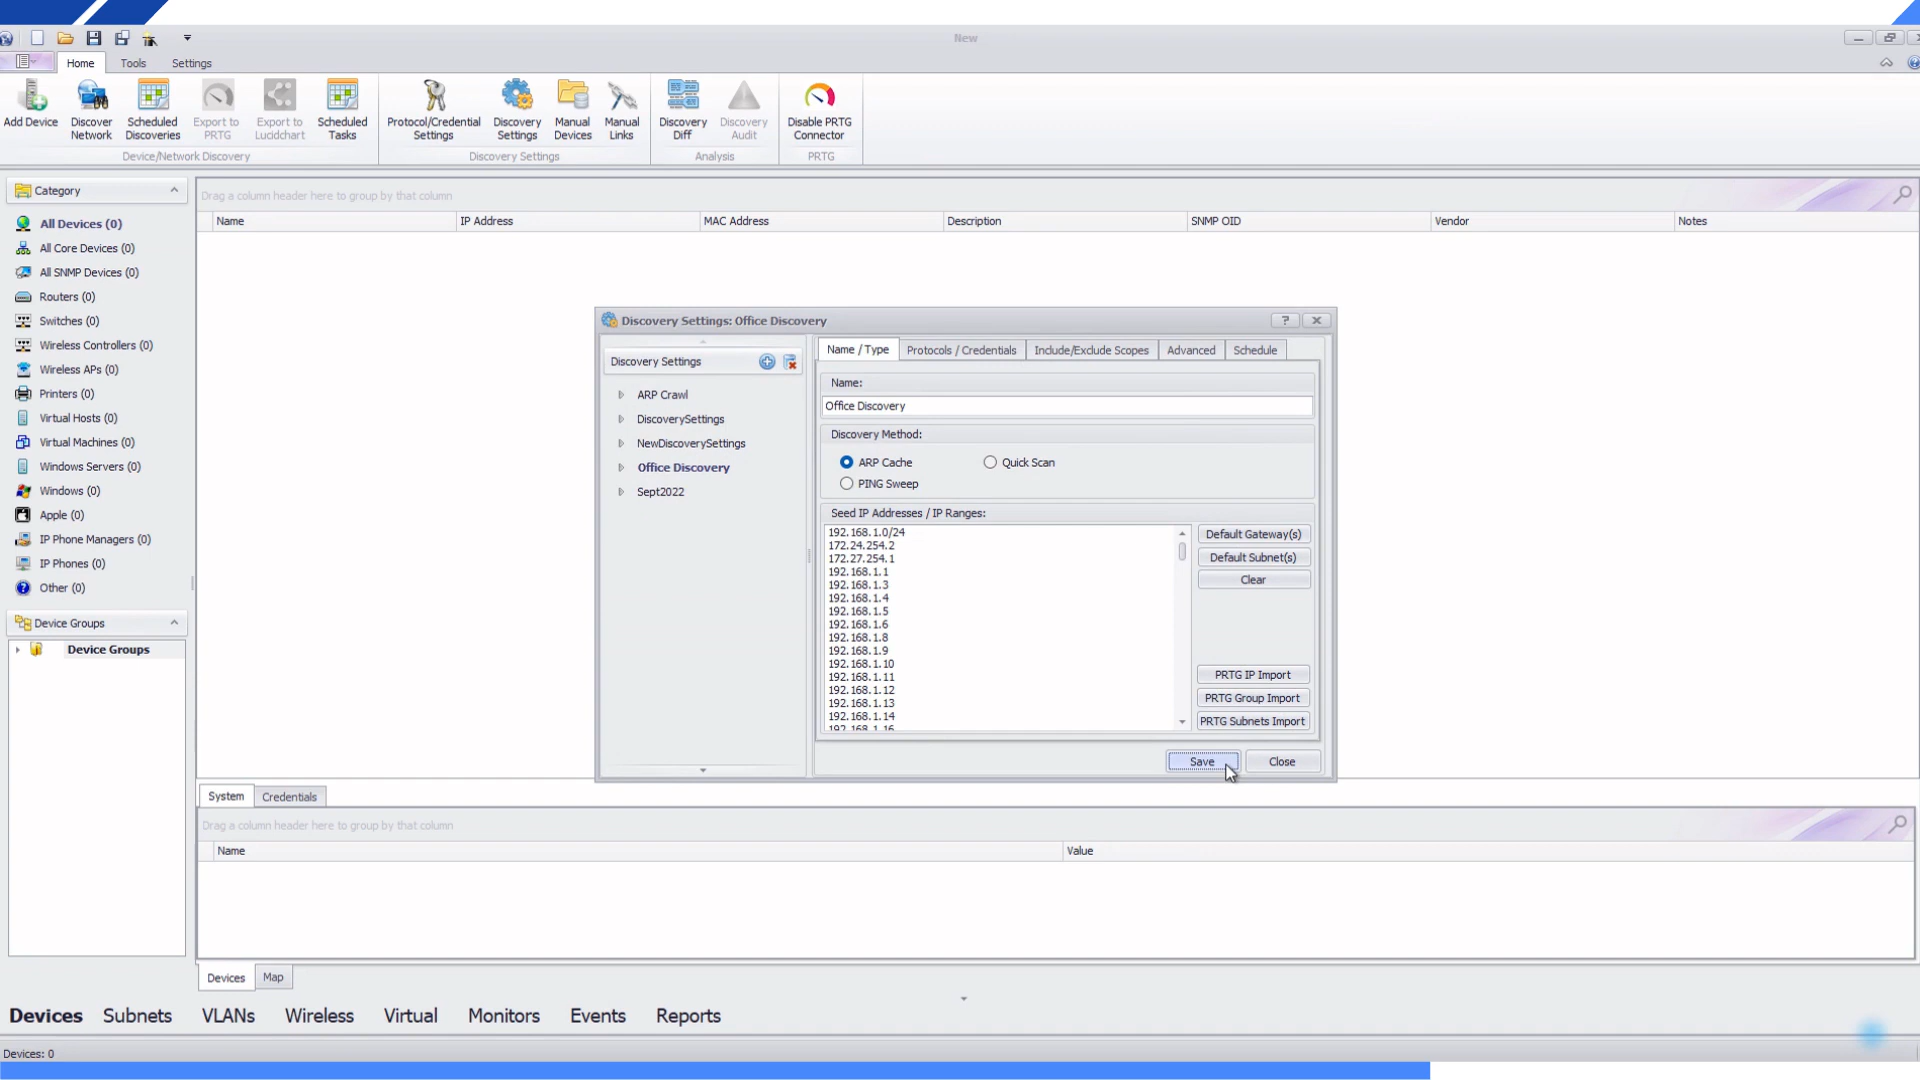 New
Home Tools Settings
Add Device
Discover Network
Scheduled Discoveries
Export to PRTG
Export to Lucidchart
Scheduled Tasks
Protocol/Credential Settings
Discovery Settings
Manual Devices
Manual Links
Discovery Diff
Discovery Audit
Disable PRTG Connector
Device/Network Discovery
Discovery Settings
Analysis
PRTG
Category
All Devices (0)
All Core Devices (0)
All SNMP Devices (0)
Routers (0)
Switches (0)
Wireless Controllers (0)
Wireless APs (0)
Printers (0)
Virtual Hosts (0)
Virtual Machines (0)
Windows Servers (0)
Windows (0)
Apple (0)
IP Phone Managers (0)
IP Phones (0)
Other (0)
Device Groups
Device Groups
Drag a column header here to group by that column
Name IP Address MAC Address Description SNMP OID Vendor Notes
Discovery Settings: Office Discovery
Discovery Settings
ARP Crawl
DiscoverySettings
NewDiscoverySettings
Office Discovery
Sept2022
Name / Type Protocols / Credentials Include/Exclude Scopes Advanced Schedule
Name:
Office Discovery
Discovery Method:
ARP Cache Quick Scan
PING Sweep
Seed IP Addresses / IP Ranges:
192.168.1.0/24
172.24.254.2
172.27.254.1
192.168.1.1
192.168.1.3
192.168.1.4
192.168.1.5
192.168.1.6
192.168.1.8
192.168.1.9
192.168.1.10
192.168.1.11
192.168.1.12
192.168.1.13
192.168.1.14
192.168.1.16
Default Gateway(s)
Default Subnet(s)
Clear
PRTG IP Import
PRTG Group Import
PRTG Subnets Import
Save Close
System Credentials
Drag a column header here to group by that column
Name Value
Devices Map
Devices Subnets VLANs Wireless Virtual Monitors Events Reports
Devices: 0